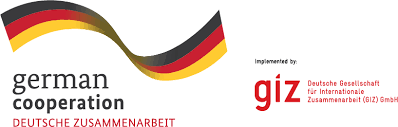 german
cooperation
DEUTSCHE ZUSAMMENARBEIT
Implemented by:
giz
Deutsche Gesellschaft
für Internationale
Zusammenarbeit (GIZ) GmbH